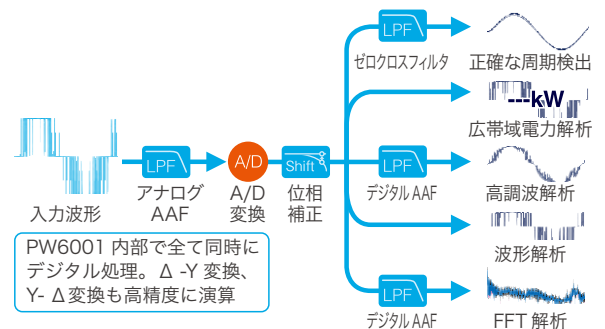 LPF
ゼロクロスフィルタ
正確な周期検出
---kW
広帯域電力解析
入力波形
LPF
アナログ
AAF
A/D
A/D
変換
Shift
位相
補正
LPF
デジタル AAF
高調波解析
波形解析
LPF
デジタル AAF
FFT 解析
PW6001 内部で全て同時に
デジタル処理。Δ -Y 変換、
Y- Δ変換も高精度に演算